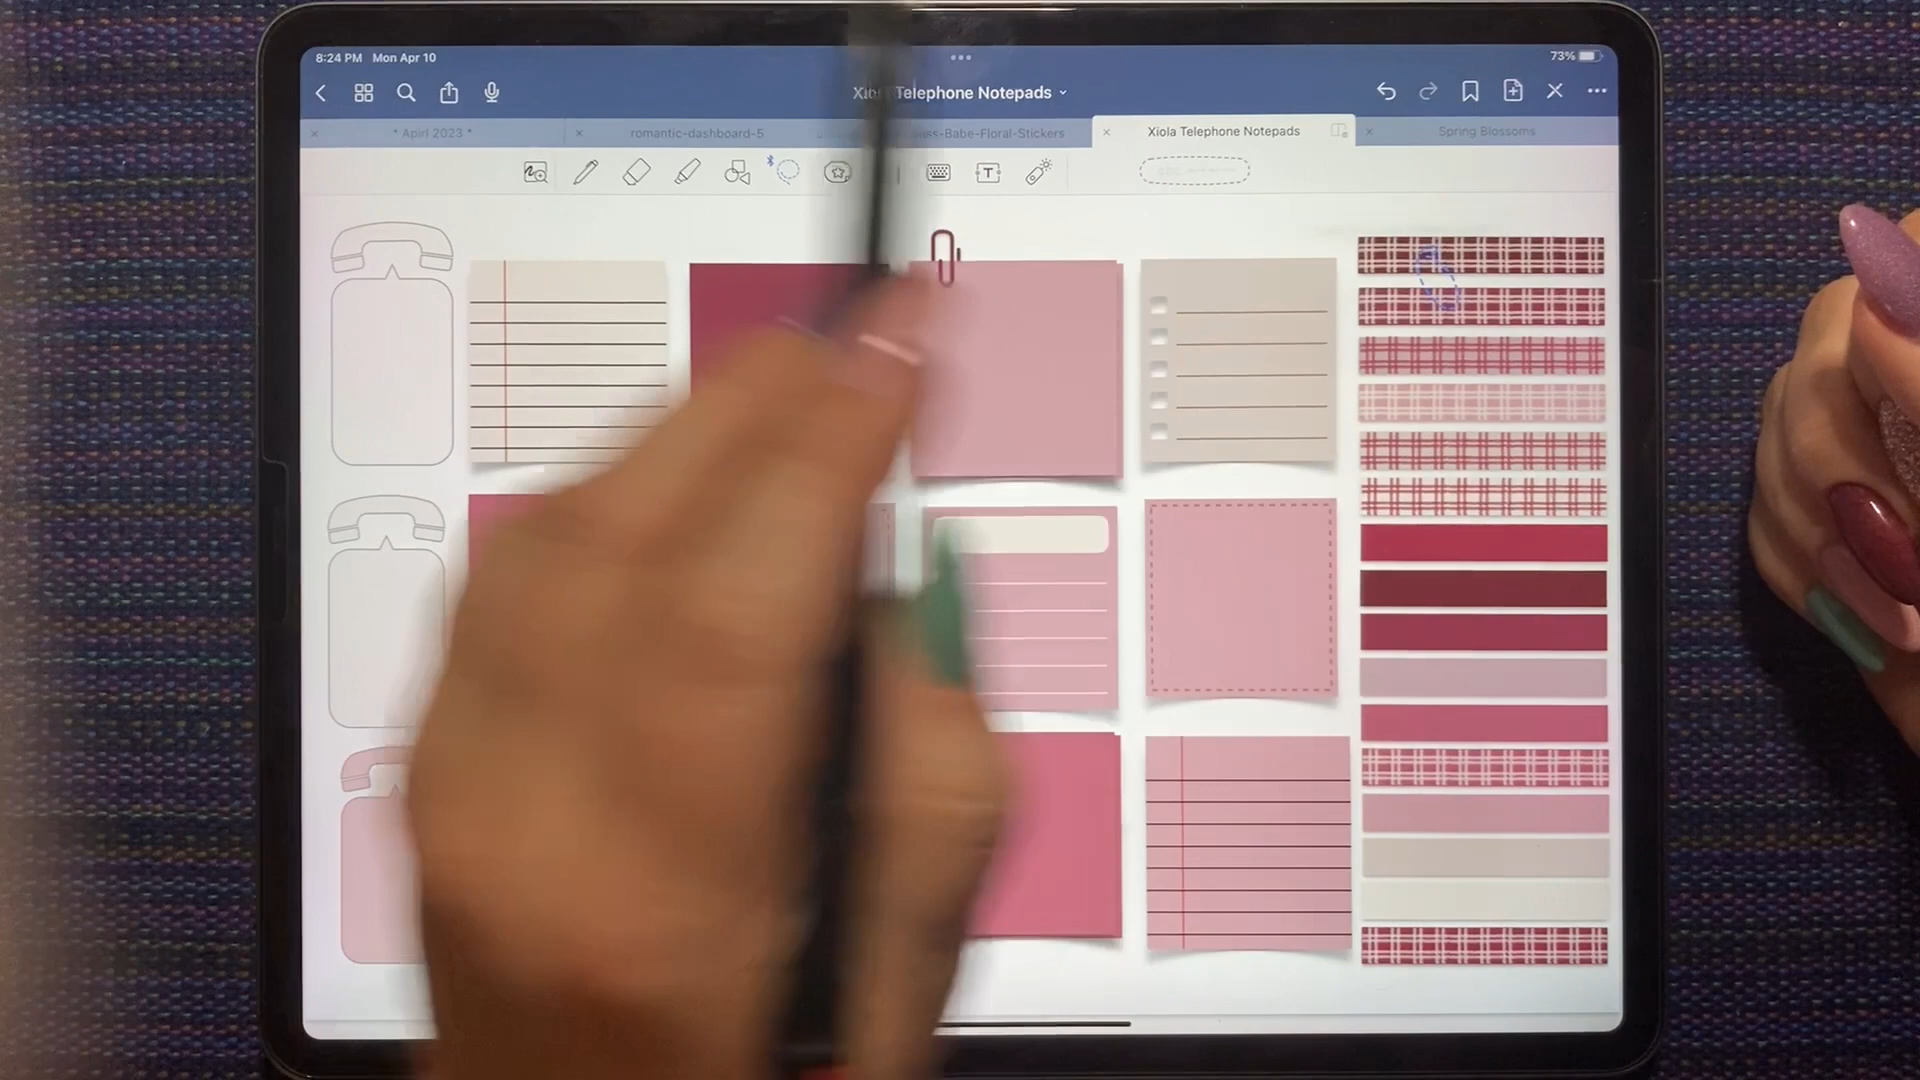 8:24 PM Mon Apr 10
73%
Telephone Notepads
* Apirl 2023 *
romantic-dashboard-5
-Babe-Floral-Stickers
Xiola Telephone Notepads
Spring Blossoms
T